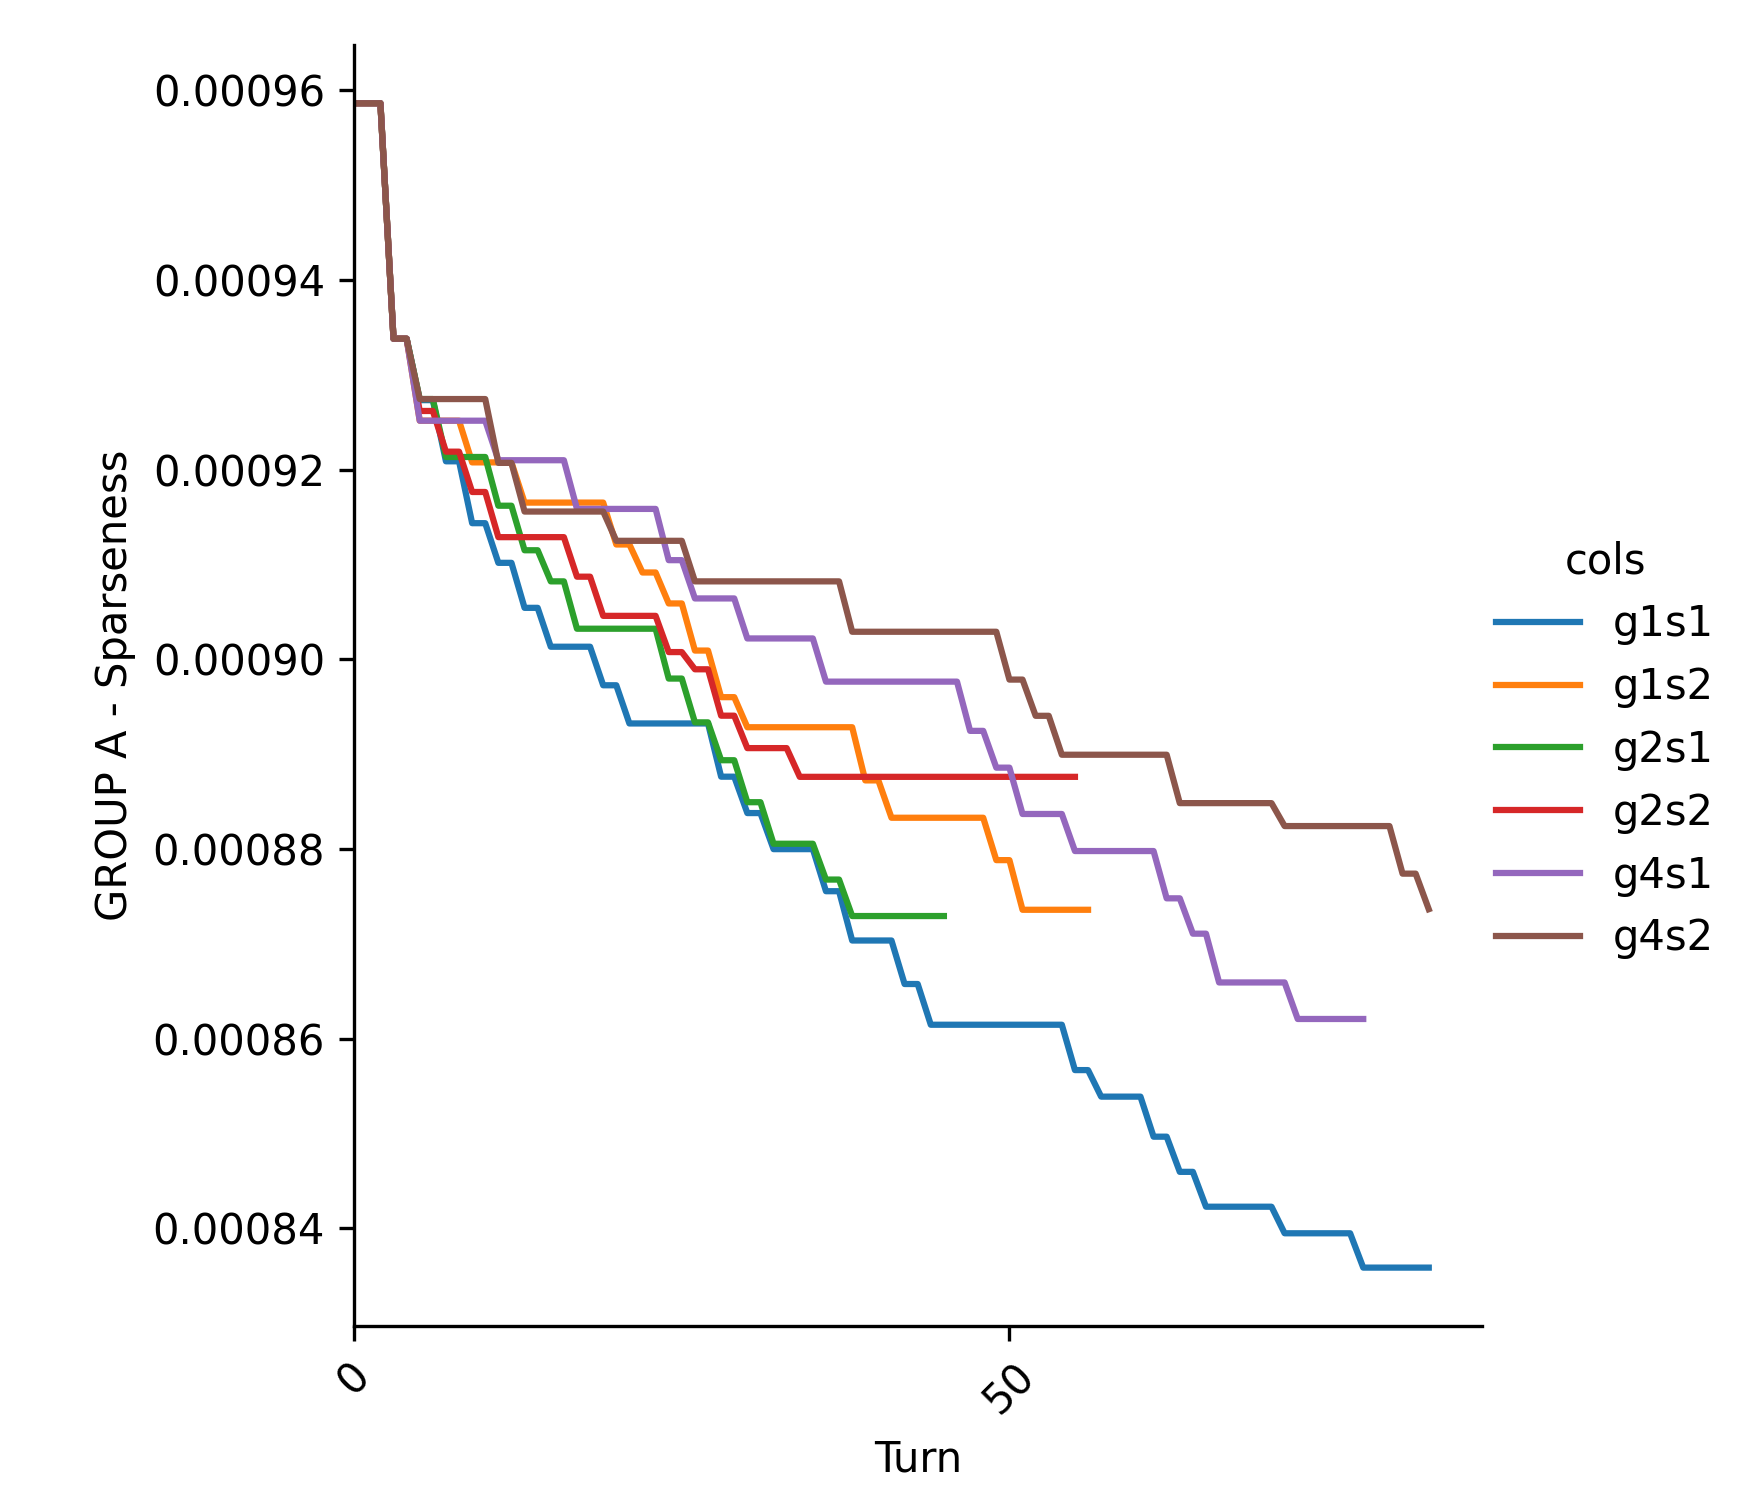 0.00096
0.00094
0.00092
0.00090
0.00088
0.00086
0.00084
GROUP A - Sparseness
0
50
Turn
cols
g1s1
g1s2
g2s1
g2s2
g4s1
g4s2